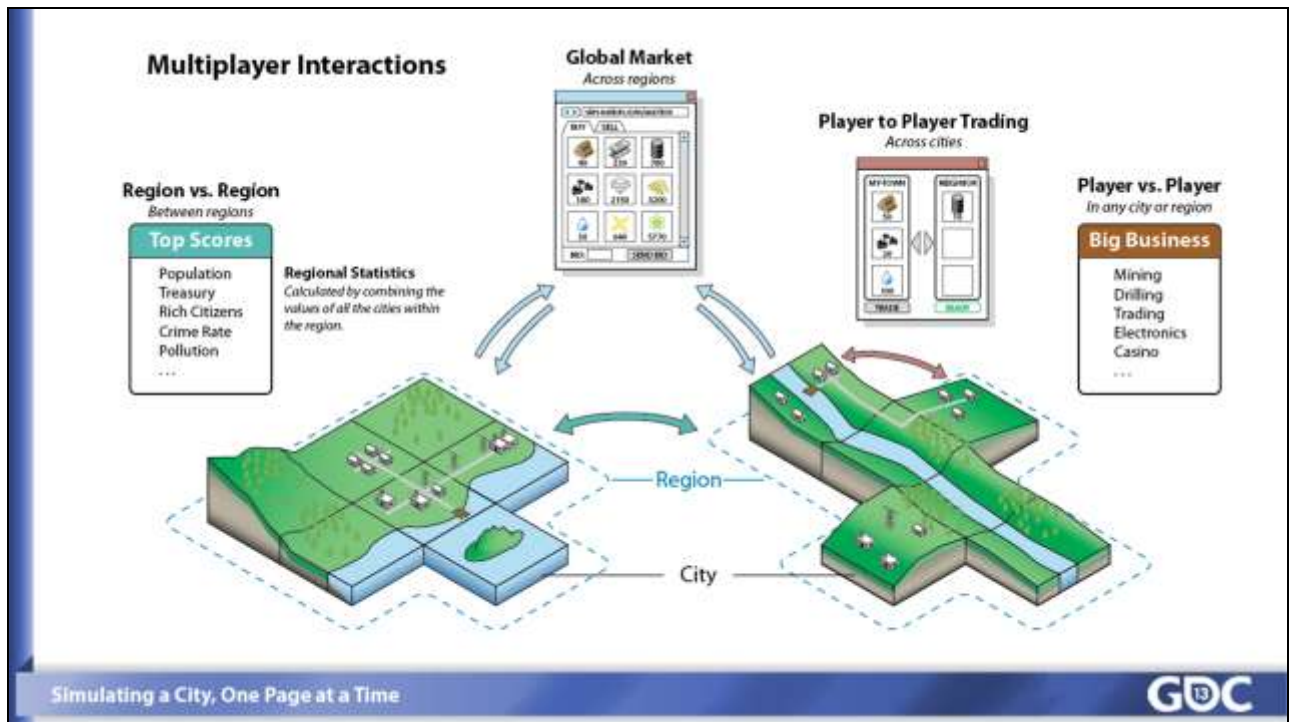 Multiplayer Interactions
Global Market
Across regions
BUY
SELL
SEND BID
Player to Player Trading
Across cities
MY TOWN
NEIGHBOR
TRADE
Region vs. Region
Between regions
Top Scores
Population
Treasury
Rich Citizens
Crime Rate
Pollution
...
Regional Statistics
Calculated by combining the
values of all the cities within
the region.
Player vs. Player
In any city or region
Big Business
Mining
Drilling
Trading
Electronics
Casino
...
Region
City
Simulating a City, One Page at a Time
GDC
13